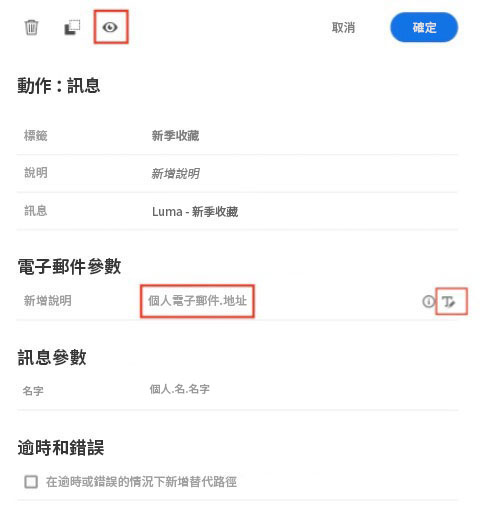 取消 確定
動作：訊息
標籤 新季收藏
說明 新增說明
訊息 Luma - 新季收藏
電子郵件參數
新增說明 個人電子郵件.地址
訊息參數
名字 個人.名.名字
逾時和錯誤
在逾時或錯誤的情況下新增替代路徑